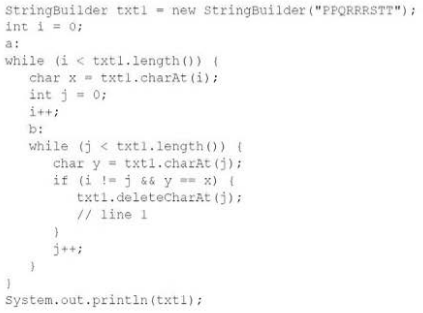 StringBuilder txt1 = new StringBuilder("PPQRRRSTT");
int i = 0;
a:
while (i < txt1.length()) {
char x = txt1.charAt(i);
int j = 0;
i++;
b:
while (j < txt1.length()) {
char y = txt1.charAt(j);
if (i != j && y == x) {
txt1.deleteCharAt(j);
// line 1
}
j++;
}
}
System.out.println(txt1);